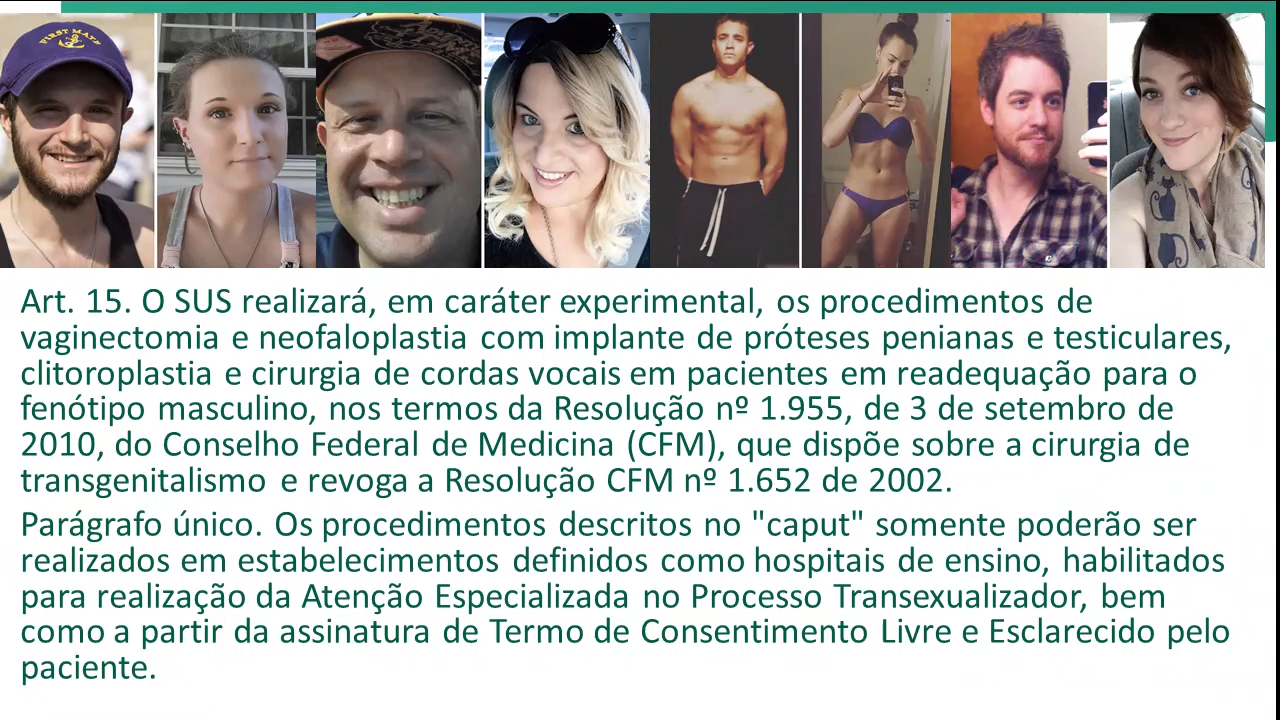 FIRST MATE
Art. 15. O SUS realizará, em caráter experimental, os procedimentos de
vaginectomia e neofaloplastia com implante de próteses penianas e testiculares,
clitoroplastia e cirurgia de cordas vocais em pacientes em readequação para o
fenótipo masculino, nos termos da Resolução nº 1.955, de 3 de setembro de
2010, do Conselho Federal de Medicina (CFM), que dispõe sobre a cirurgia de
transgenitalismo e revoga a Resolução CFM nº 1.652 de 2002.
Parágrafo único. Os procedimentos descritos no "caput" somente poderão ser
realizados em estabelecimentos definidos como hospitais de ensino, habilitados
para realização da Atenção Especializada no Processo Transexualizador, bem
como a partir da assinatura de Termo de Consentimento Livre e Esclarecido pelo
paciente.